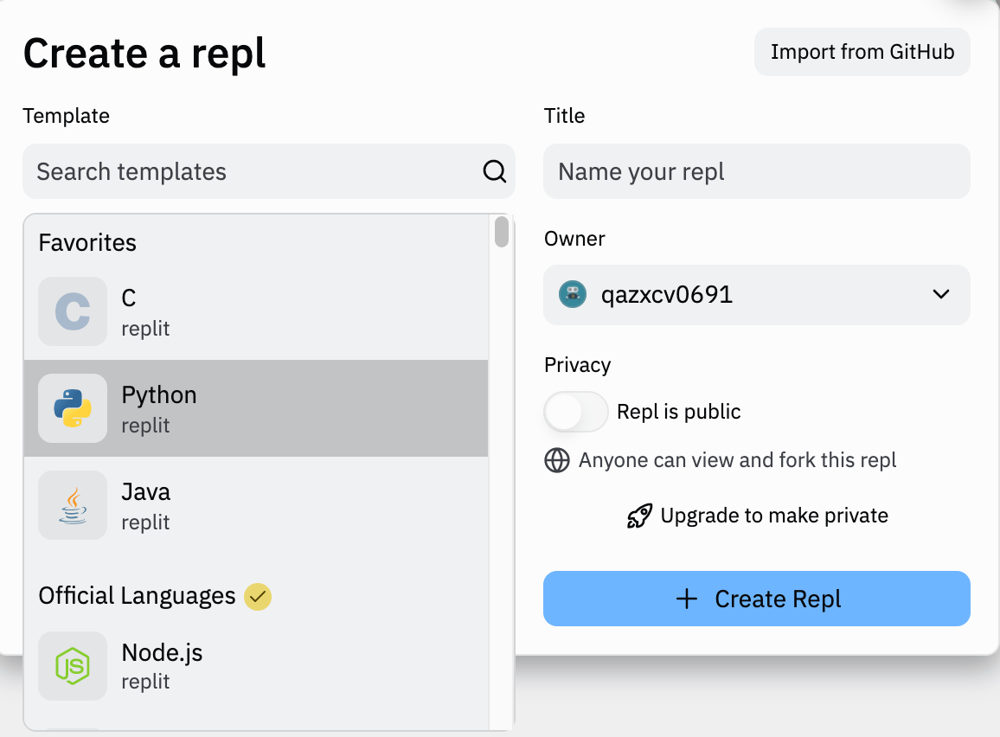 Create a repl
Import from GitHub
Template
Search templates
Favorites
C
replit
Python
replit
Java
replit
Official Languages
JS
Node.js
replit
Title
Name your repl
Owner
qazxcv0691
Privacy
Repl is public
Anyone can view and fork this repl
Upgrade to make private
+ Create Repl